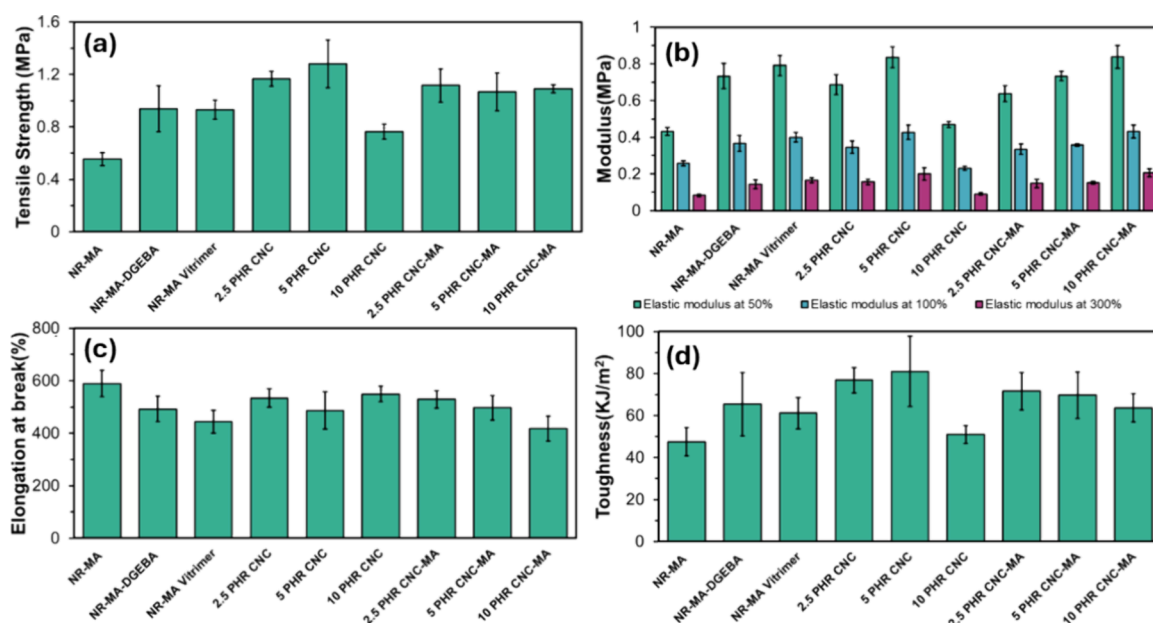 (a)
Tensile Strength (MPa)
1.6
1.2
0.8
0.4
0
NR-MA
NR-MA-DGEBA
NR-MA Vitrimer
2.5 PHR CNC
5 PHR CNC
10 PHR CNC
2.5 PHR CNC-MA
5 PHR CNC-MA
10 PHR CNC-MA
(b)
Modulus(MPa)
1
0.8
0.6
0.4
0.2
0
NR-MA
NR-MA-DGEBA
NR-MA Vitrimer
2.5 PHR CNC
5 PHR CNC
10 PHR CNC
2.5 PHR CNC-MA
5 PHR CNC-MA
10 PHR CNC-MA
Elastic modulus at 50% Elastic modulus at 100% Elastic modulus at 300%
(c)
Elongation at break(%)
800
600
400
200
0
NR-MA
NR-MA-DGEBA
NR-MA Vitrimer
2.5 PHR CNC
5 PHR CNC
10 PHR CNC
2.5 PHR CNC-MA
5 PHR CNC-MA
10 PHR CNC-MA
(d)
Toughness(KJ/m²)
100
80
60
40
20
0
NR-MA
NR-MA-DGEBA
NR-MA Vitrimer
2.5 PHR CNC
5 PHR CNC
10 PHR CNC
2.5 PHR CNC-MA
5 PHR CNC-MA
10 PHR CNC-MA